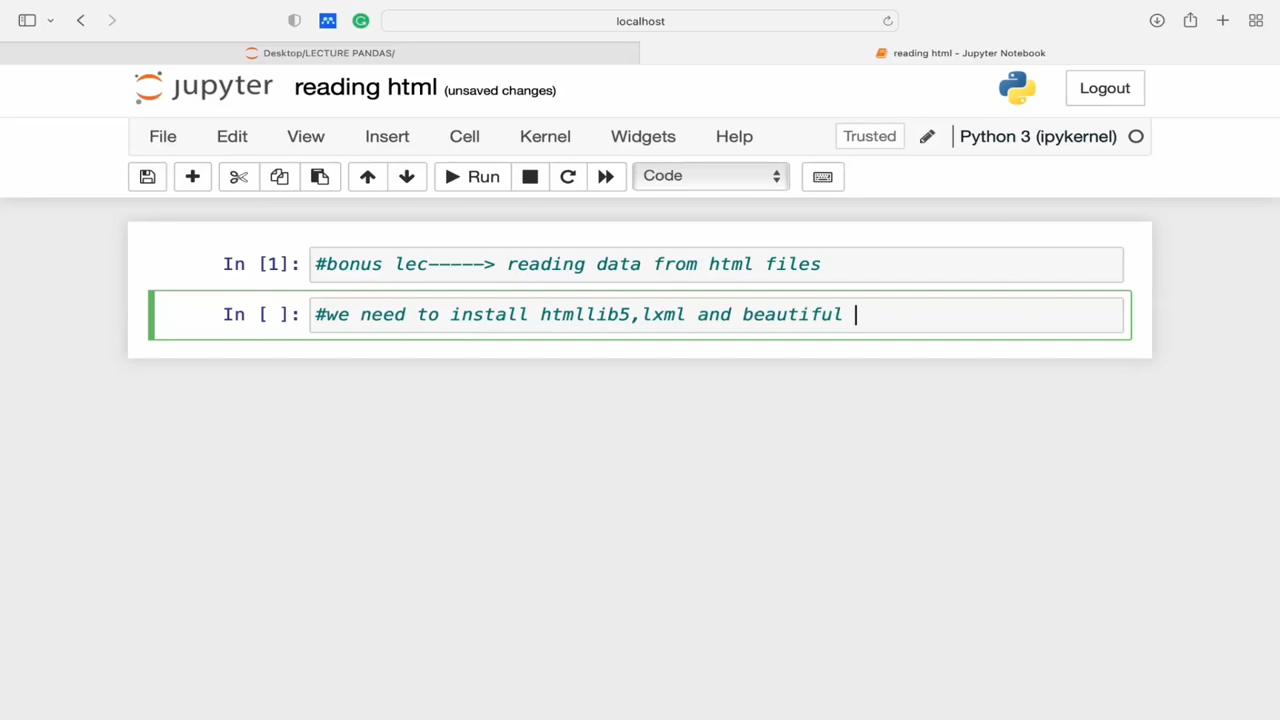 localhost
Desktop/LECTURE PANDAS/
reading html - Jupyter Notebook
jupyter reading html (unsaved changes)
Logout
File Edit View Insert Cell Kernel Widgets Help Trusted Python 3 (ipykernel)
Run Code
In [1]: #bonus lec-----> reading data from html files
In [ ]: #we need to install htmllib5,lxml and beautiful